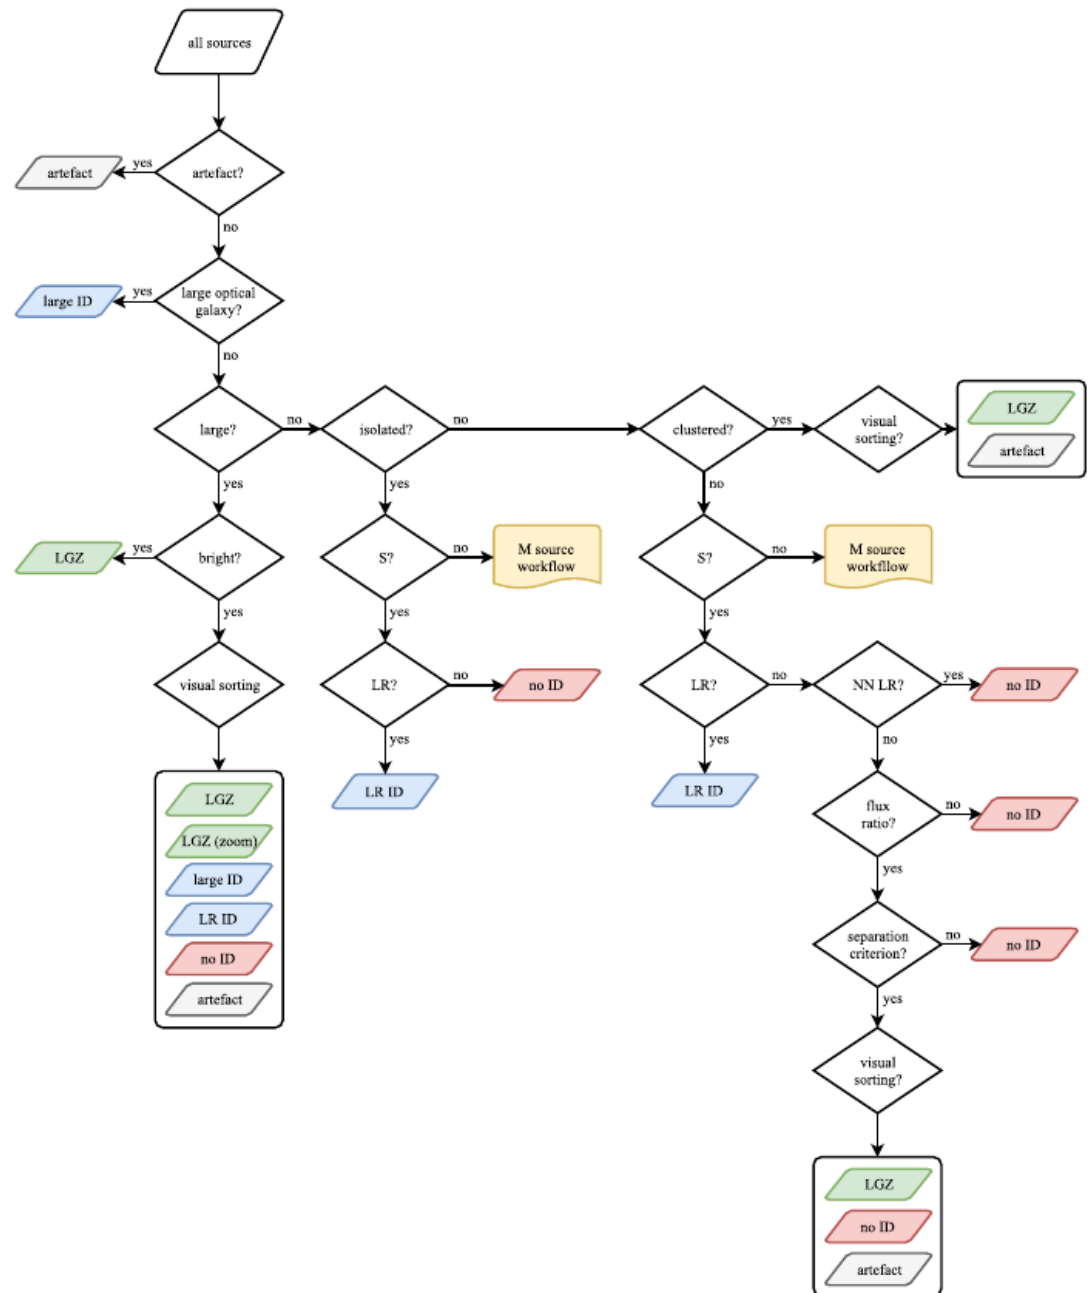 all sources
artefact
yes
artefact?
no
large ID
yes
large optical
galaxy?
no
large?
no
isolated?
no
clustered?
yes
visual
sorting?
LGZ
artefact
yes
yes
no
LGZ
yes
bright?
S?
no
M source
workflow
S?
no
M source
workfllow
yes
yes
yes
visual sorting
LR?
no
no ID
LR?
no
NN LR?
yes
no ID
yes
yes
no
LGZ
LGZ (zoom)
large ID
LR ID
no ID
artefact
LR ID
LR ID
flux
ratio?
no
no ID
yes
separation
criterion?
no
no ID
yes
visual
sorting?
LGZ
no ID
artefact